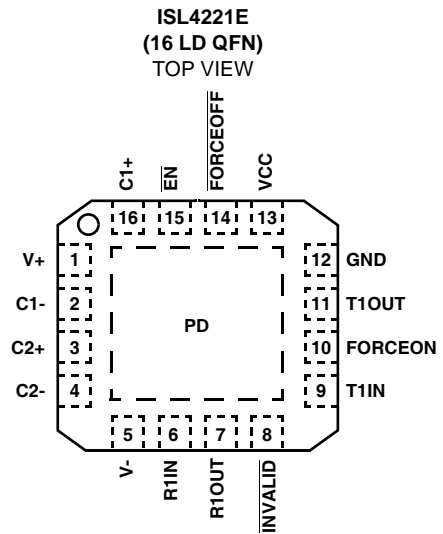 ISL4221E
(16 LD QFN)
TOP VIEW
C1+
EN
FORCEOFF
VCC
16 15 14 13
V+ 1
C1- 2
C2+ 3
C2- 4
PD
12 GND
11 T1OUT
10 FORCEON
9 T1IN
5 6 7 8
V-
R1IN
R1OUT
INVALID